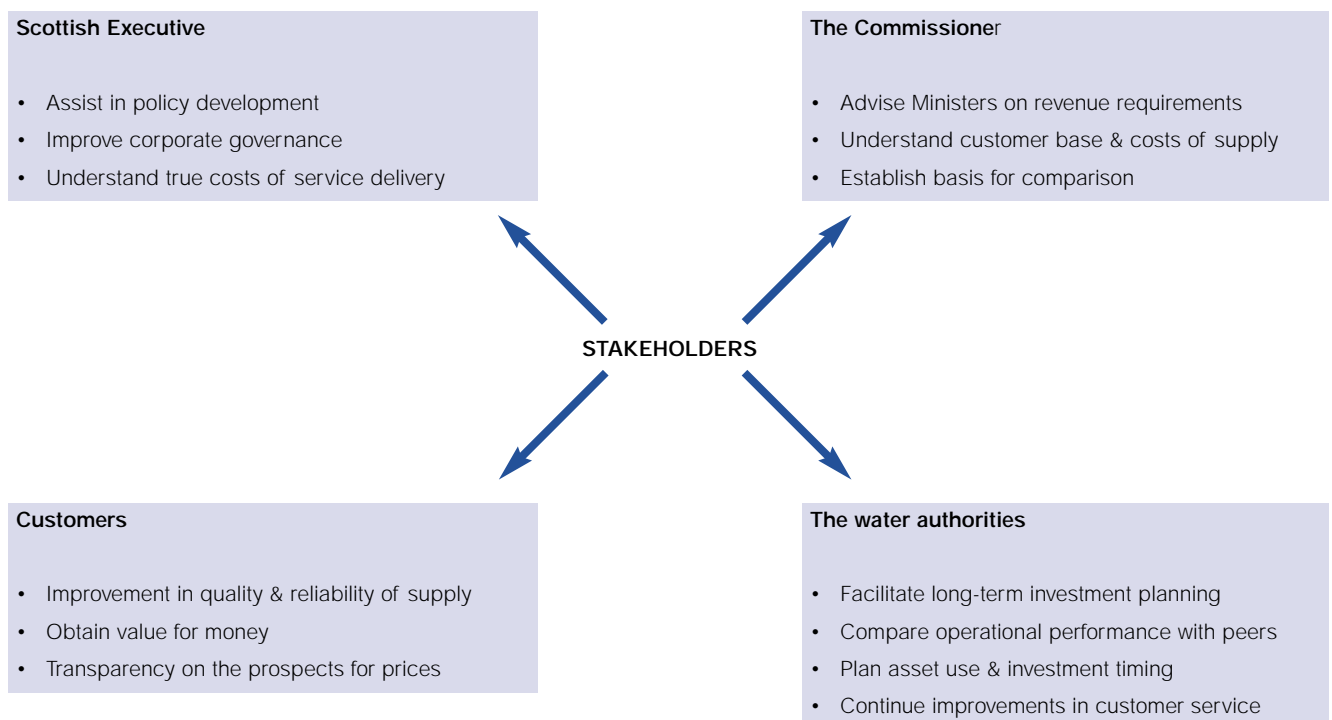 Scottish Executive
• Assist in policy development
• Improve corporate governance
• Understand true costs of service delivery
The Commissioner
• Advise Ministers on revenue requirements
• Understand customer base & costs of supply
• Establish basis for comparison
STAKEHOLDERS
Customers
• Improvement in quality & reliability of supply
• Obtain value for money
• Transparency on the prospects for prices
The water authorities
• Facilitate long-term investment planning
• Compare operational performance with peers
• Plan asset use & investment timing
• Continue improvements in customer service